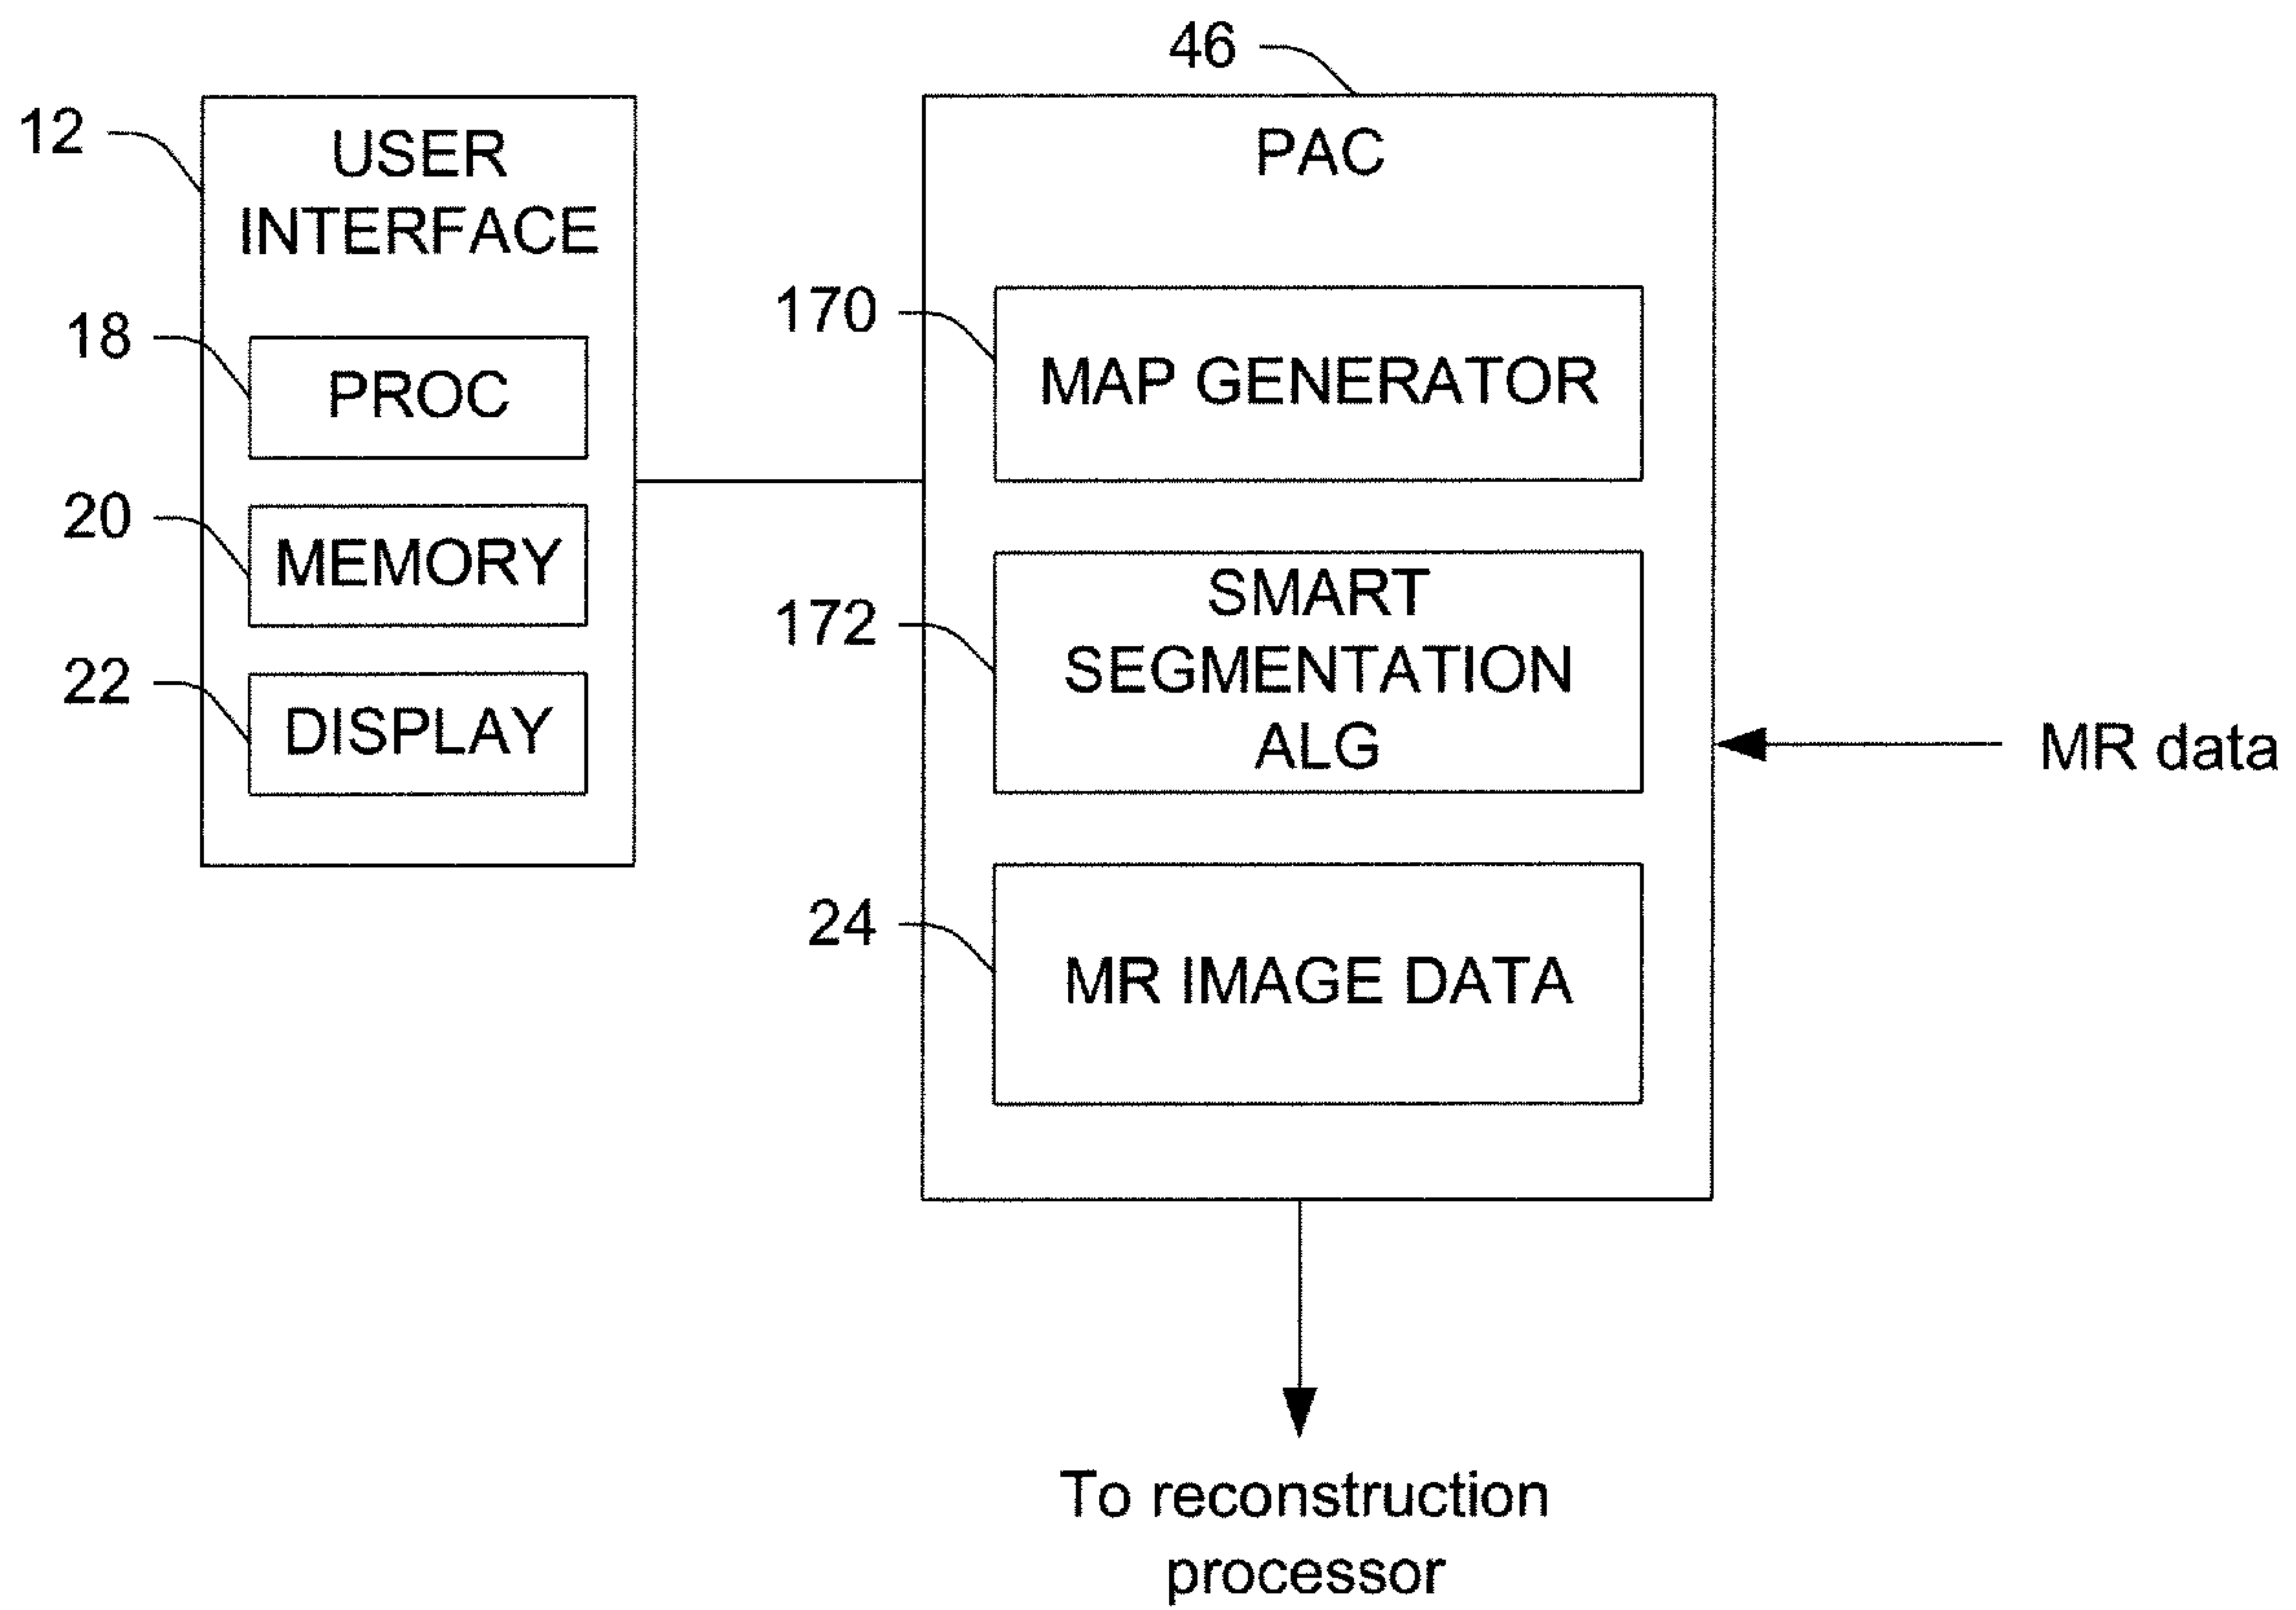 46
12
USER
INTERFACE
PAC
18
PROC
170
MAP GENERATOR
20
MEMORY
172
SMART
SEGMENTATION
ALG
22
DISPLAY
MR data
24
MR IMAGE DATA
To reconstruction
processor